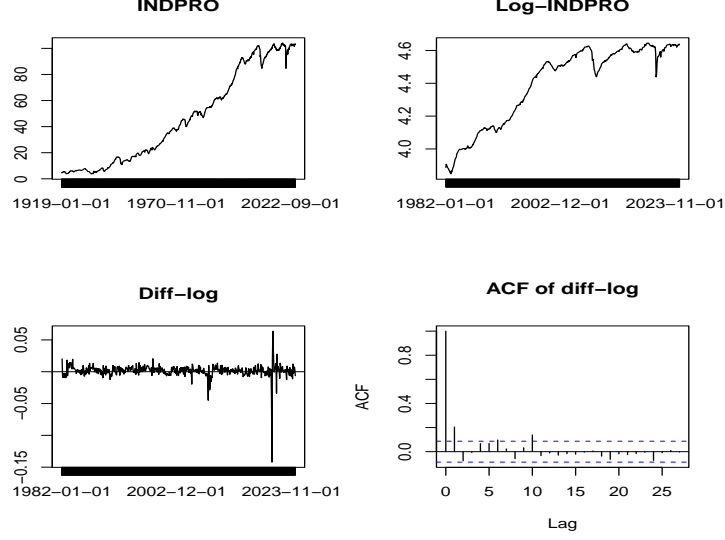 INDPRO
0 20 40 60 80
1919−01−01 1970−11−01 2022−09−01
Log−INDPRO
4.0 4.2 4.4 4.6
1982−01−01 2002−12−01 2023−11−01
Diff−log
−0.15 −0.05 0.05
1982−01−01 2002−12−01 2023−11−01
ACF of diff−log
ACF
0.0 0.4 0.8
0 5 10 15 20 25
Lag